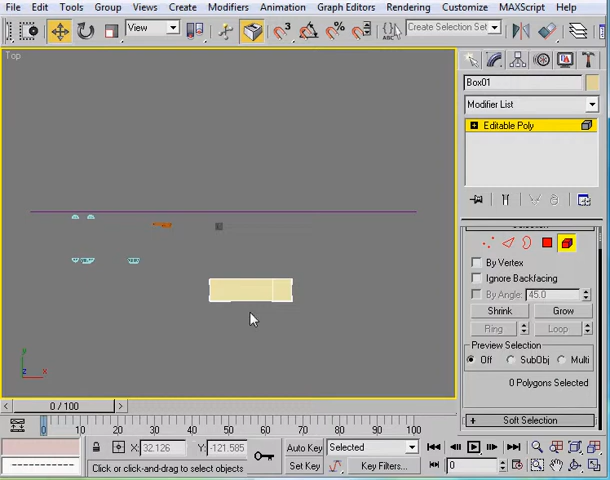 File Edit Tools Group Views Create Modifiers Animation Graph Editors Rendering Customize MAXScript Help
View 3 % Create Selection Set
Top
Box01
Modifier List
Editable Poly
Selection
By Vertex
Ignore Backfacing
By Angle: 45.0
Shrink Grow
Ring Loop
Preview Selection
Off SubObj Multi
0 Polygons Selected
Soft Selection
y
z x
< 0 / 100 >
0 10 20 30 40 50 60 70 80 90 100
X: 32.126 Y: -121.585 Auto Key Selected
Click or click-and-drag to select objects Set Key Key Filters... 0